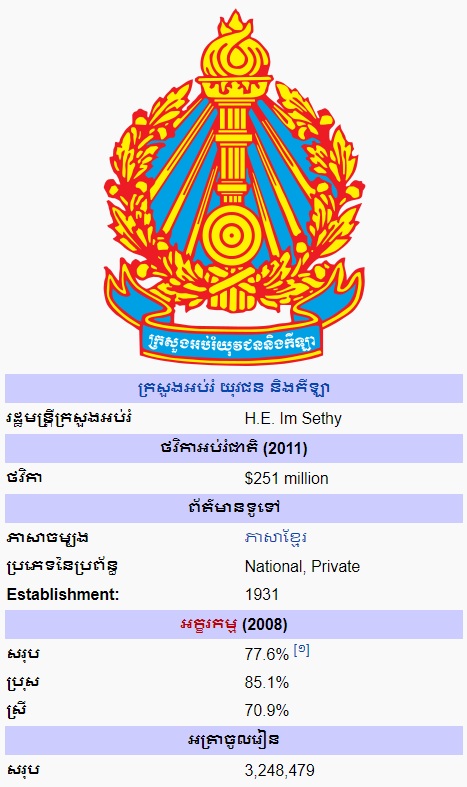 ក្រសួងអប់រំយុវជននិងកីឡា
ក្រសួងអប់រំ យុវជន និងកីឡា
រដ្ឋមន្ត្រីក្រសួងអប់រំ H.E. Im Sethy
ថវិកាអប់រំជាតិ (2011)
ថវិកា $251 million
ព័ត៌មានទូទៅ
ភាសាចម្បង ភាសាខ្មែរ
ប្រភេទនៃប្រព័ន្ធ National, Private
Establishment: 1931
អក្ខរកម្ម (2008)
សរុប 77.6% [១]
ប្រុស 85.1%
ស្រី 70.9%
អត្រាចូលរៀន
សរុប 3,248,479